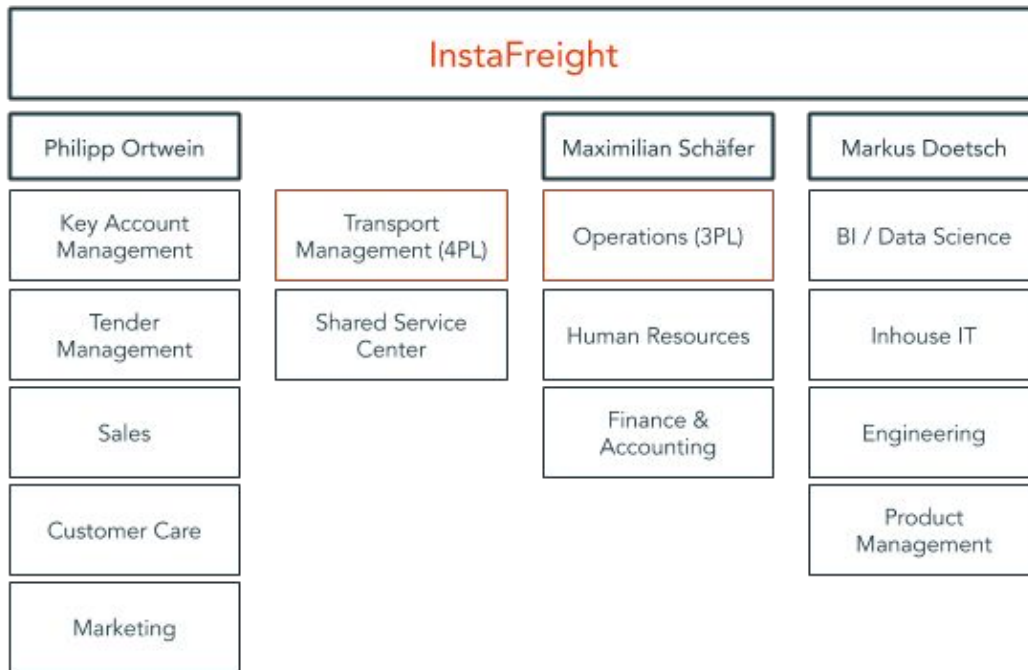 InstaFreight
Philipp Ortwein
Maximilian Schäfer
Markus Doetsch
Key Account
Management
Transport
Management (4PL)
Operations (3PL)
BI / Data Science
Tender
Management
Shared Service
Center
Human Resources
Inhouse IT
Sales
Finance &
Accounting
Engineering
Customer Care
Product
Management
Marketing